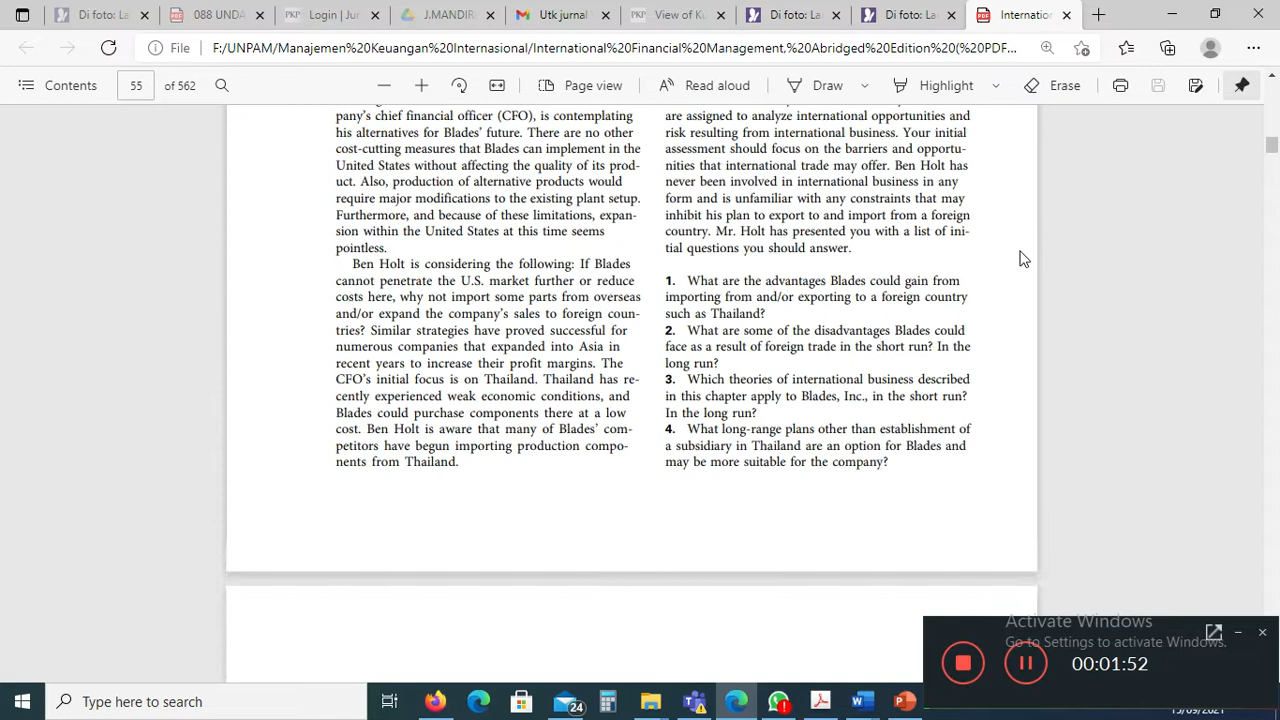 Di foto: La
088 UNDA
Login | Jur
J.MANDIR
Utk jurnal
View of Ku
Di foto: La
Di foto: La
Internation
File
F:/UNPAM/Manajemen%20Keuangan%20Internasional/International%20Financial%20Management,%20Abridged%20Edition%20(%20PDF...
Contents
55
of 562
Page view
Read aloud
Draw
Highlight
Erase
pany's chief financial officer (CFO), is contemplating
his alternatives for Blades' future. There are no other
cost-cutting measures that Blades can implement in the
United States without affecting the quality of its prod-
uct. Also, production of alternative products would
require major modifications to the existing plant setup.
Furthermore, and because of these limitations, expan-
sion within the United States at this time seems
pointless.
Ben Holt is considering the following: If Blades
cannot penetrate the U.S. market further or reduce
costs here, why not import some parts from overseas
and/or expand the company's sales to foreign coun-
tries? Similar strategies have proved successful for
numerous companies that expanded into Asia in
recent years to increase their profit margins. The
CFO's initial focus is on Thailand. Thailand has re-
cently experienced weak economic conditions, and
Blades could purchase components there at a low
cost. Ben Holt is aware that many of Blades' com-
petitors have begun importing production compo-
nents from Thailand.
are assigned to analyze international opportunities and
risk resulting from international business. Your initial
assessment should focus on the barriers and opportu-
nities that international trade may offer. Ben Holt has
never been involved in international business in any
form and is unfamiliar with any constraints that may
inhibit his plan to export to and import from a foreign
country. Mr. Holt has presented you with a list of ini-
tial questions you should answer.
1. What are the advantages Blades could gain from
importing from and/or exporting to a foreign country
such as Thailand?
2. What are some of the disadvantages Blades could
face as a result of foreign trade in the short run? In the
long run?
3. Which theories of international business described
in this chapter apply to Blades, Inc., in the short run?
In the long run?
4. What long-range plans other than establishment of
a subsidiary in Thailand are an option for Blades and
may be more suitable for the company?
Activate Windows
Go to Settings to activate Windows.
00:01:52
Type here to search
24
15/09/2021